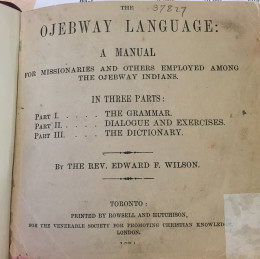 THE
37827
OJEBWAY LANGUAGE:
A MANUAL
FOR MISSIONARIES AND OTHERS EMPLOYED AMONG
THE OJEBWAY INDIANS.
IN THREE PARTS:
PART I. . . . . THE GRAMMAR.
PART II. . . . . DIALOGUE AND EXERCISES.
PART III. . . . . THE DICTIONARY.
BY THE REV. EDWARD F. WILSON.
TORONTO:
PRINTED BY ROWSELL AND HUTCHISON,
FOR THE VENERABLE SOCIETY FOR PROMOTING CHRISTIAN KNOWLED
LONDON.